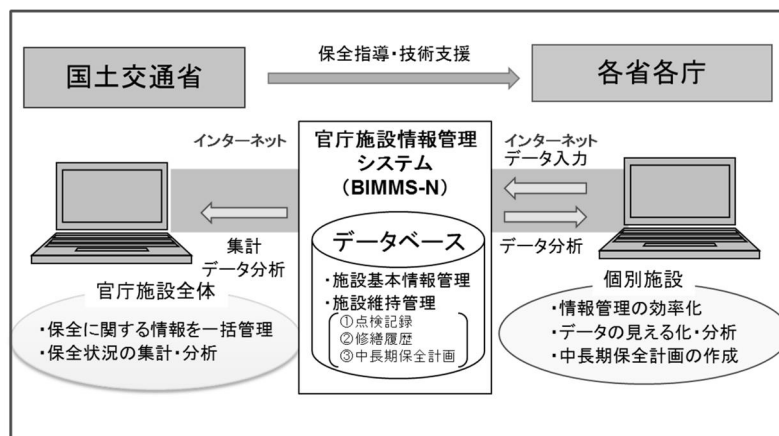 国土交通省
保全指導・技術支援
各省各庁
インターネット
官庁施設情報管理
システム
（BIMMS-N）
インターネット
データ入力
データベース
・施設基本情報管理
・施設維持管理
①点検記録
②修繕履歴
③中長期保全計画
集計
データ分析
データ分析
官庁施設全体
・保全に関する情報を一括管理
・保全状況の集計・分析
個別施設
・情報管理の効率化
・データの見える化・分析
・中長期保全計画の作成